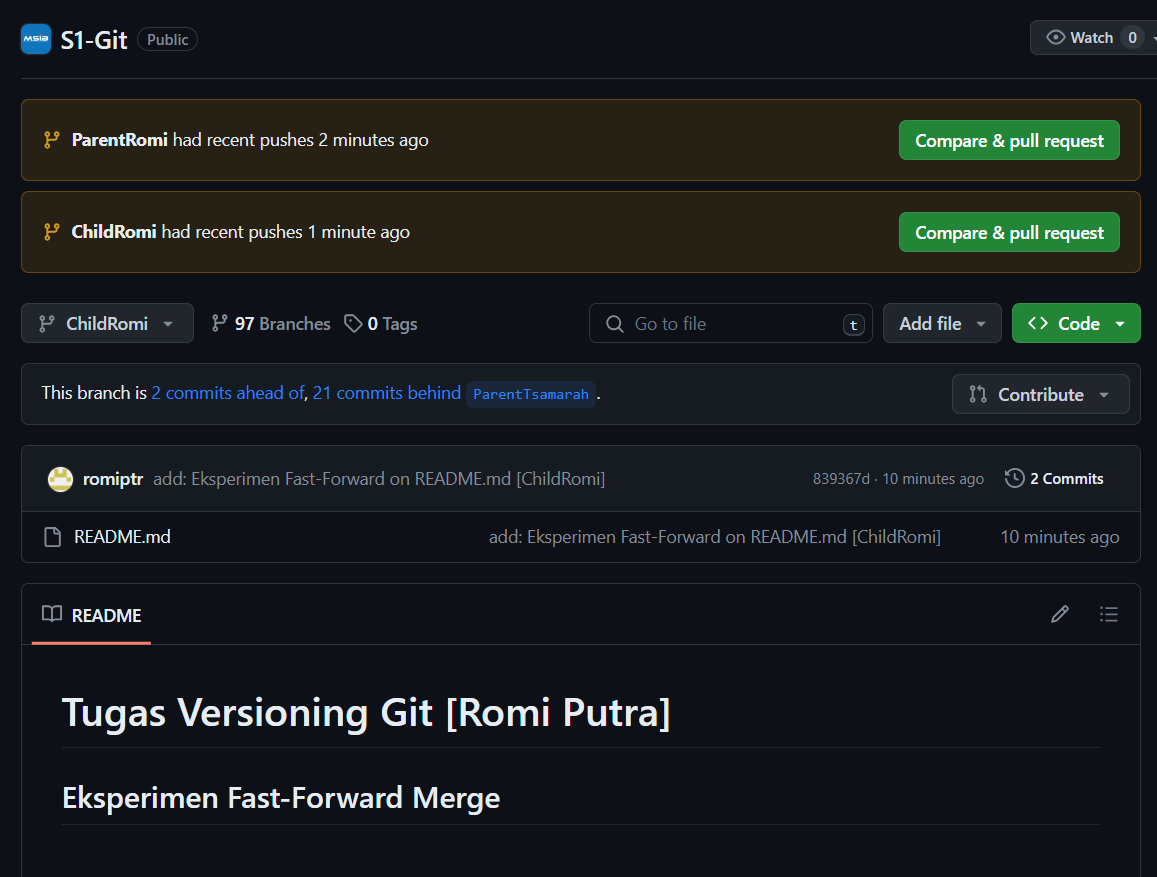 MSIB S1-Git Public Watch 0
ParentRomi had recent pushes 2 minutes ago Compare & pull request
ChildRomi had recent pushes 1 minute ago Compare & pull request
ChildRomi 97 Branches 0 Tags Go to file t Add file Code
This branch is 2 commits ahead of, 21 commits behind ParentTsamarah . Contribute
romiptr add: Eksperimen Fast-Forward on README.md [ChildRomi] 839367d · 10 minutes ago 2 Commits
README.md add: Eksperimen Fast-Forward on README.md [ChildRomi] 10 minutes ago
README
Tugas Versioning Git [Romi Putra]
Eksperimen Fast-Forward Merge